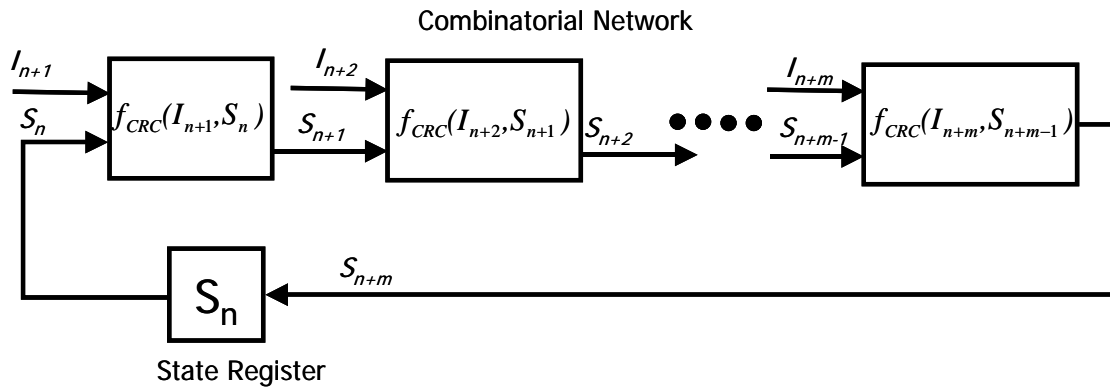 Combinatorial Network
I_{n+1}
S_n
f_{CRC}(I_{n+1},S_n)
I_{n+2}
S_{n+1}
f_{CRC}(I_{n+2},S_{n+1})
S_{n+2}
I_{n+m}
S_{n+m-1}
f_{CRC}(I_{n+m},S_{n+m-1})
S_n
S_{n+m}
State Register